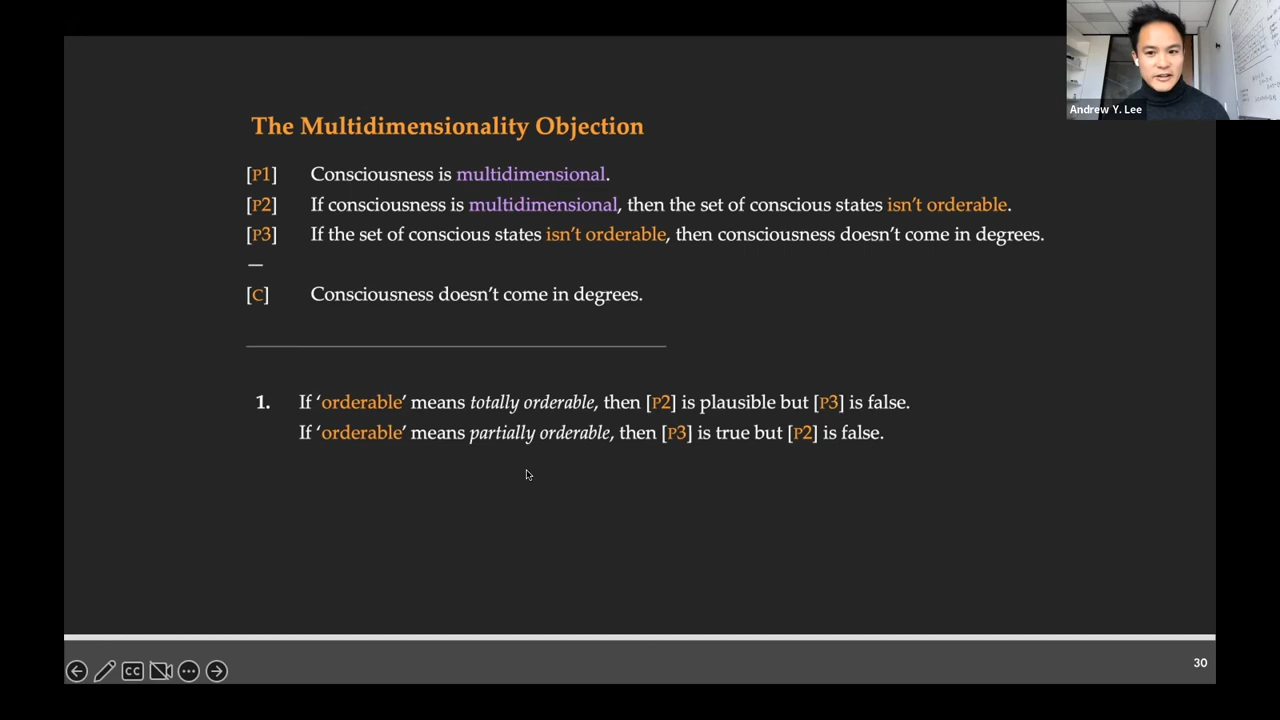 Andrew Y. Lee
The Multidimensionality Objection
[P1] Consciousness is multidimensional.
[P2] If consciousness is multidimensional, then the set of conscious states isn’t orderable.
[P3] If the set of conscious states isn’t orderable, then consciousness doesn’t come in degrees.
—
[C] Consciousness doesn’t come in degrees.
1. If ‘orderable’ means totally orderable, then [P2] is plausible but [P3] is false.
If ‘orderable’ means partially orderable, then [P3] is true but [P2] is false.
CC
30